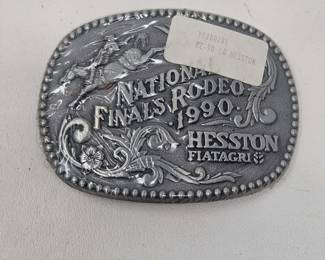 NATIONAL
FINALS RODEO
1990
HESSTON
FIATAGRI